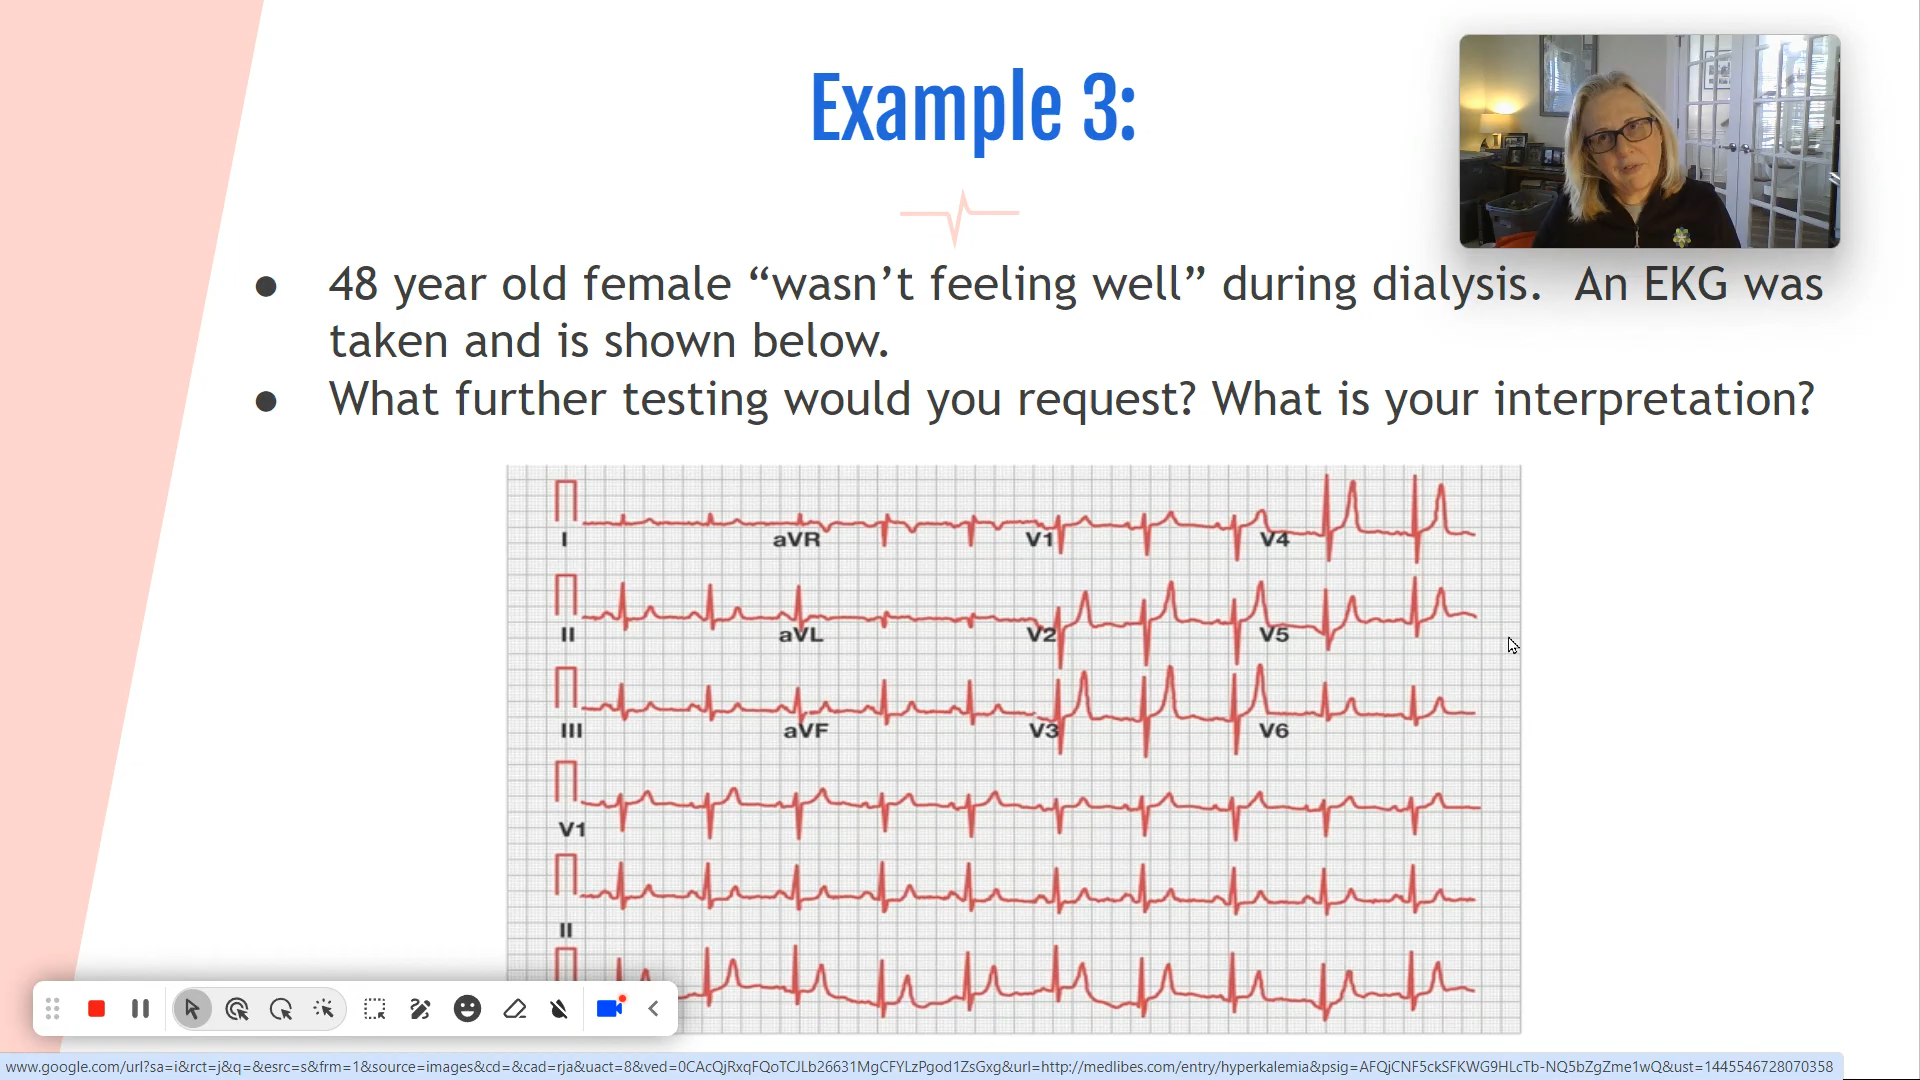 Example 3:
● 48 year old female “wasn’t feeling well” during dialysis. An EKG was
taken and is shown below.
● What further testing would you request? What is your interpretation?
I aVR V1 V4
II aVL V2 V5
III aVF V3 V6
V1
II
www.google.com/url?sa=i&rct=j&q=&esrc=s&frm=1&source=images&cd=&cad=rja&uact=8&ved=0CAcQjRxqFQoTCJLb26631MgCFYLzPgod1ZsGxg&url=http://medlibes.com/entry/hyperkalemia&psig=AFQjCNF5ckSFKWG9HLcTb-NQ5bZgZme1wQ&ust=1445546728070358